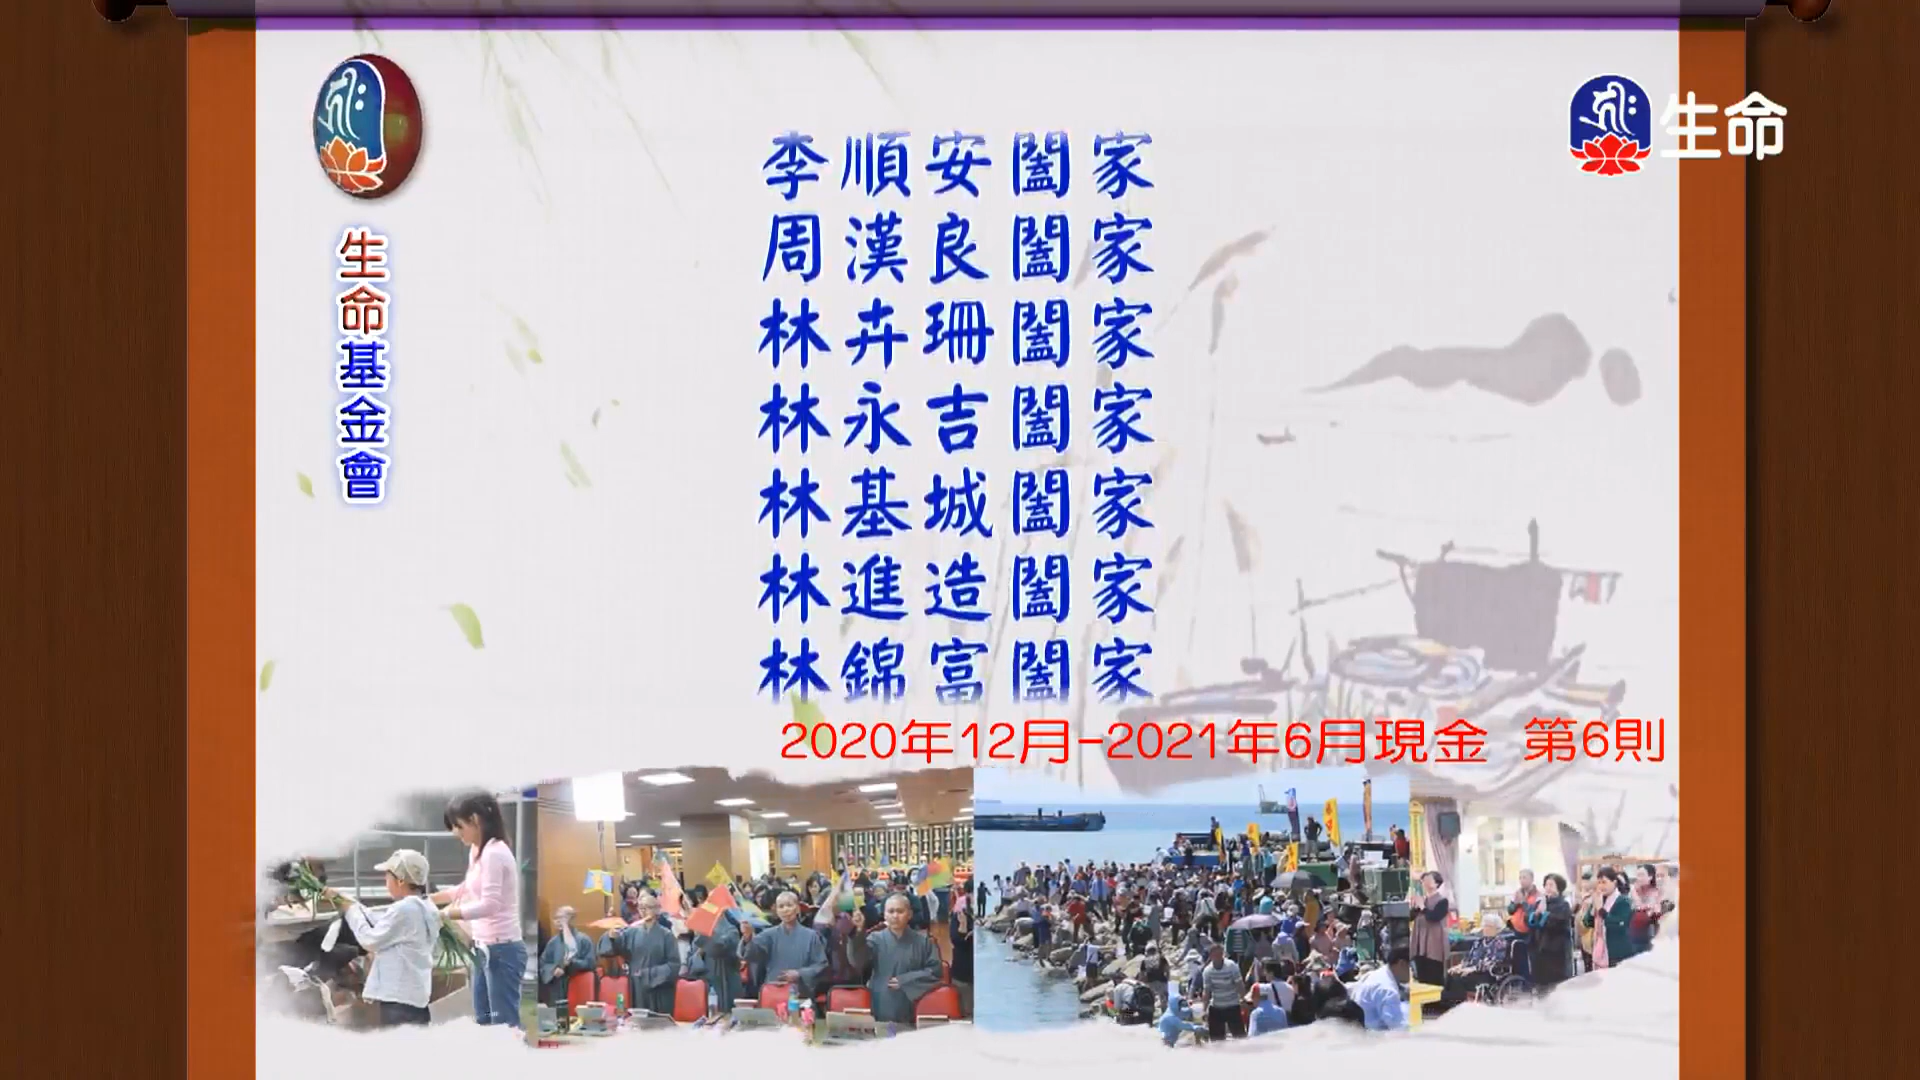 生命
生命基金會
李順安闔家
周漢良闔家
林卉珊闔家
林永吉闔家
林基城闔家
林進造闔家
林錦富闔家
2020年12月-2021年6月現金 第6則